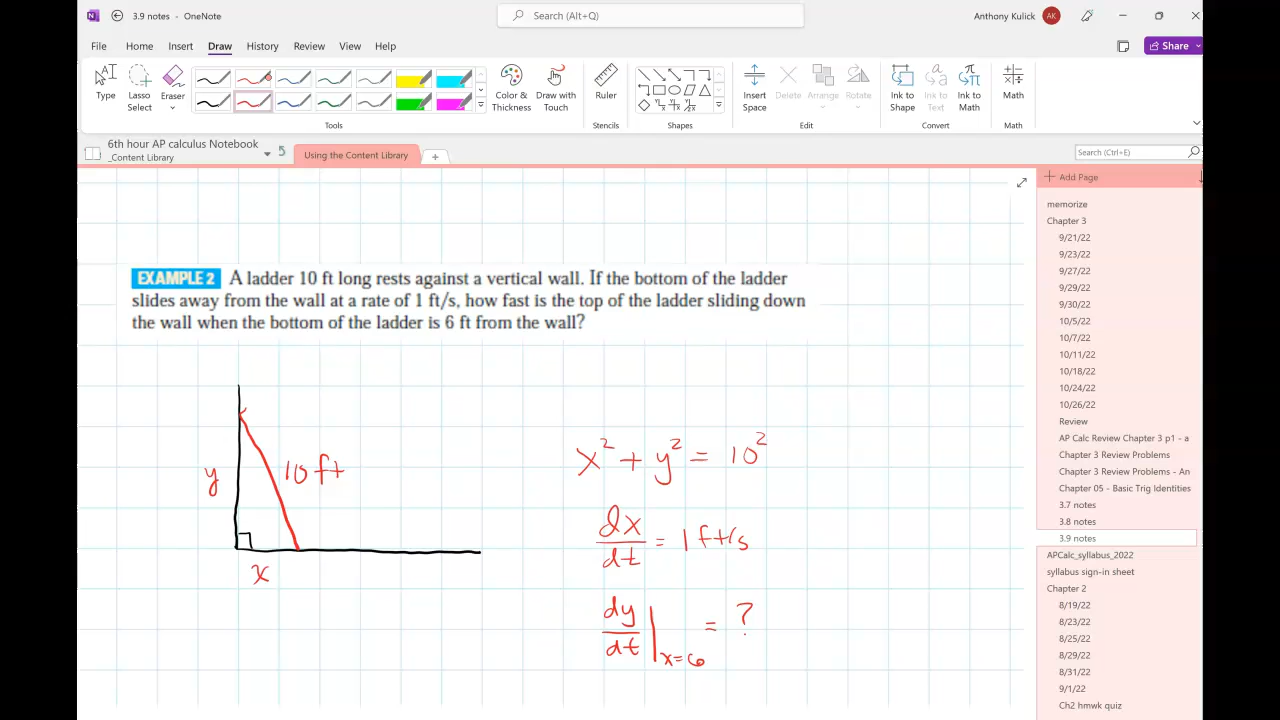 3.9 notes - OneNote
Search (Alt+Q)
Anthony Kulick
AK
File Home Insert Draw History Review View Help
Share
Type
Lasso Select
Eraser
Color & Thickness
Draw with Touch
Ruler
Insert Space
Delete
Arrange
Rotate
Ink to Shape
Ink to Text
Ink to Math
Math
Tools
Stencils
Shapes
Edit
Convert
Math
6th hour AP calculus Notebook
_Content Library
Using the Content Library
Search (Ctrl+E)
Add Page
memorize
Chapter 3
9/21/22
9/23/22
9/27/22
9/29/22
9/30/22
10/5/22
10/7/22
10/11/22
10/18/22
10/24/22
10/26/22
Review
AP Calc Review Chapter 3 p1 - a
Chapter 3 Review Problems
Chapter 3 Review Problems - An
Chapter 05 - Basic Trig Identities
3.7 notes
3.8 notes
3.9 notes
APCalc_syllabus_2022
syllabus sign-in sheet
Chapter 2
8/19/22
8/23/22
8/25/22
8/29/22
8/31/22
9/1/22
Ch2 hmwk quiz
EXAMPLE 2 A ladder 10 ft long rests against a vertical wall. If the bottom of the ladder
slides away from the wall at a rate of 1 ft/s, how fast is the top of the ladder sliding down
the wall when the bottom of the ladder is 6 ft from the wall?
y
10 ft
x
x² + y² = 10²
dx/dt = 1 ft/s
dy/dt |x=6 = ?